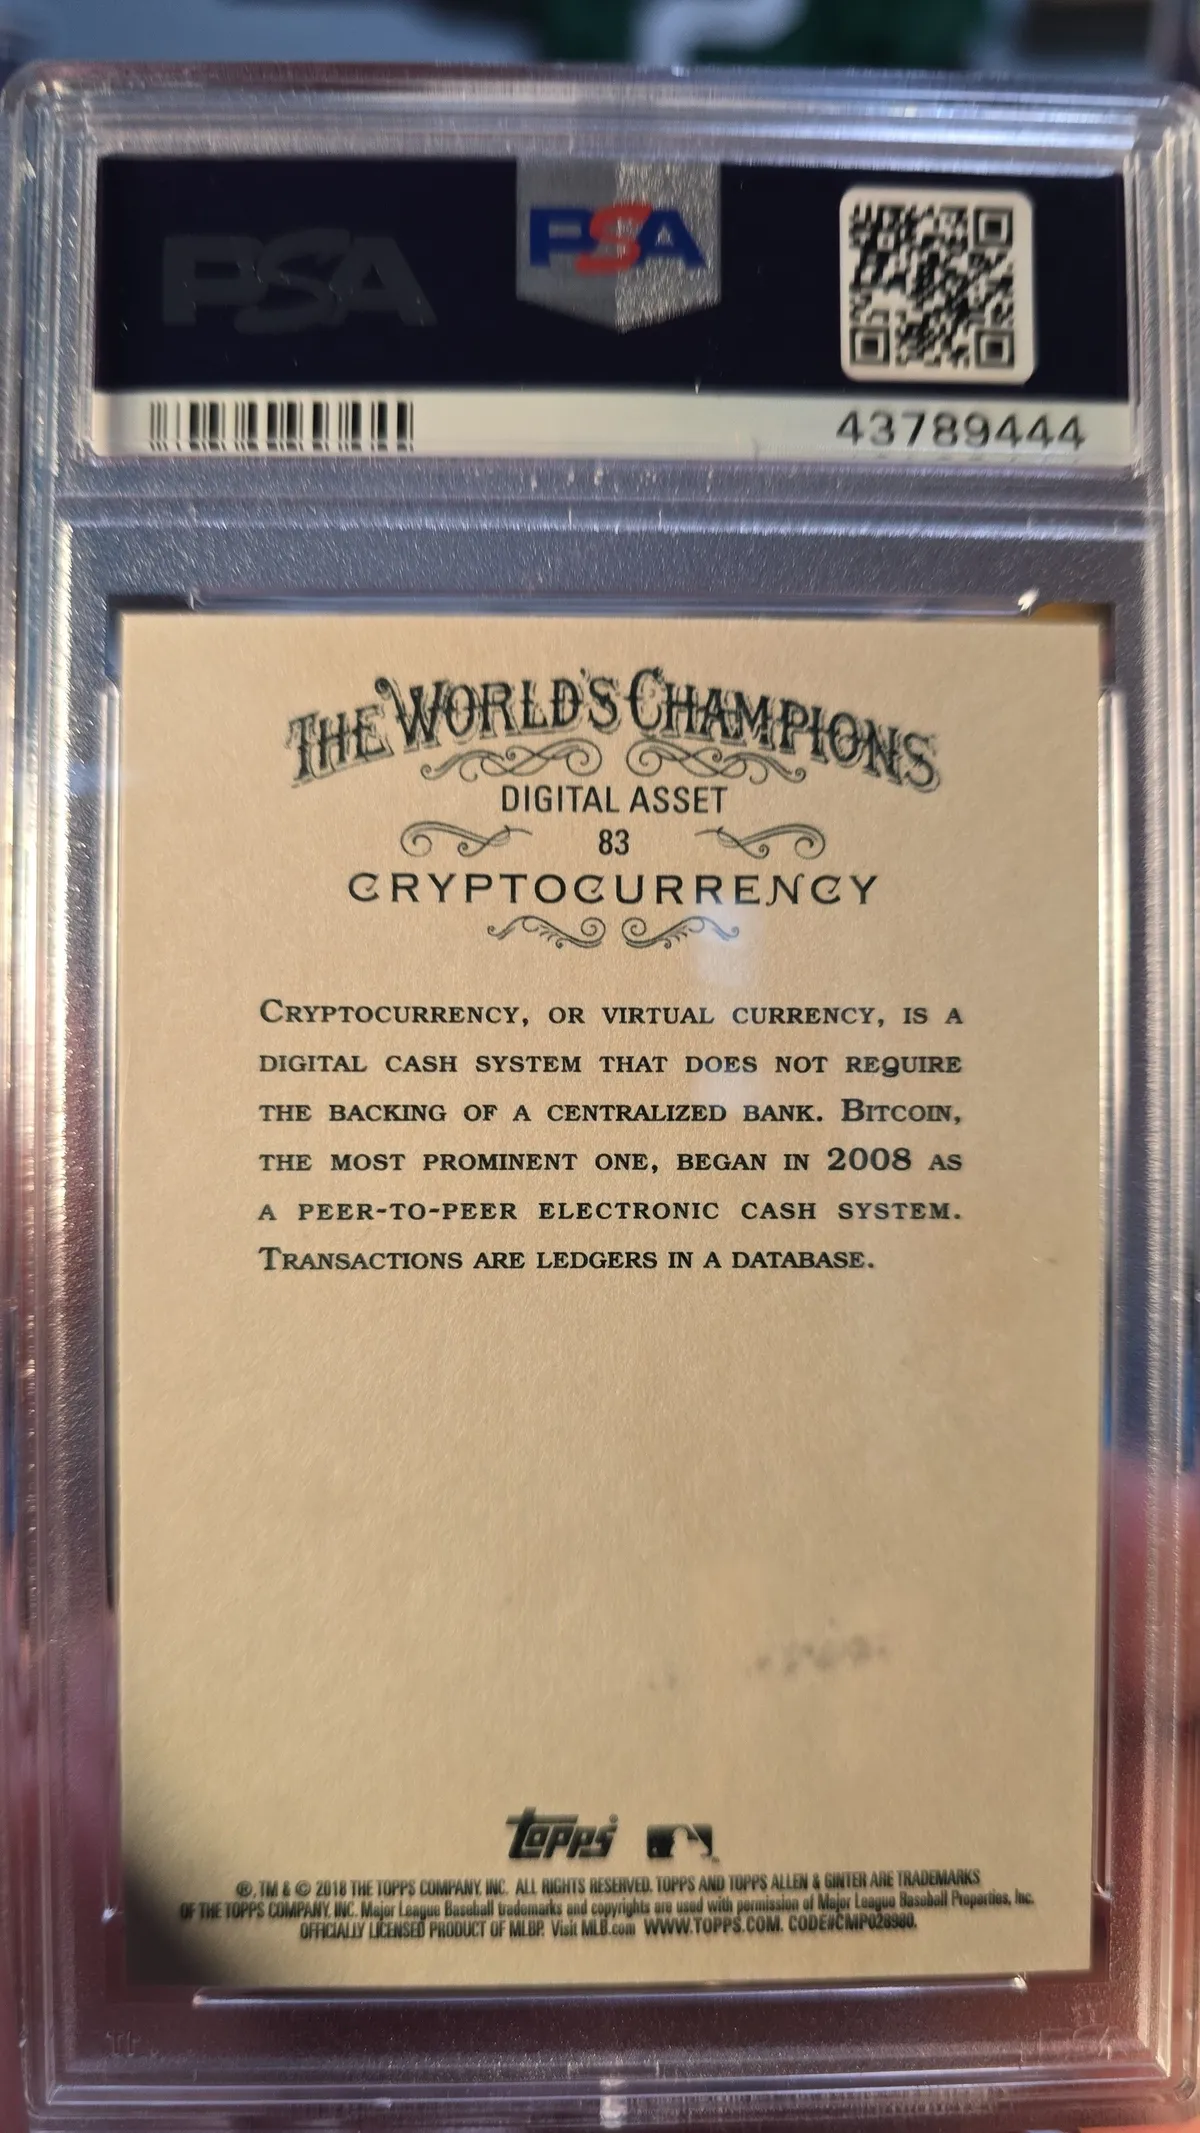 PSA
PSA
43789444
THE WORLD'S CHAMPIONS
DIGITAL ASSET
83
CRYPTOCURRENCY
CRYPTOCURRENCY, OR VIRTUAL CURRENCY, IS A
DIGITAL CASH SYSTEM THAT DOES NOT REQUIRE
THE BACKING OF A CENTRALIZED BANK. BITCOIN,
THE MOST PROMINENT ONE, BEGAN IN 2008 AS
A PEER-TO-PEER ELECTRONIC CASH SYSTEM.
TRANSACTIONS ARE LEDGERS IN A DATABASE.
Topps
®, TM & © 2018 THE TOPPS COMPANY, INC. ALL RIGHTS RESERVED. TOPPS AND TOPPS ALLEN & GINTER ARE TRADEMARKS
OF THE TOPPS COMPANY, INC. Major League Baseball trademarks and copyrights are used with permission of Major League Baseball Properties, Inc.
OFFICIALLY LICENSED PRODUCT OF MLBP. Visit MLB.com WWW.TOPPS.COM. CODE#CMP028980.